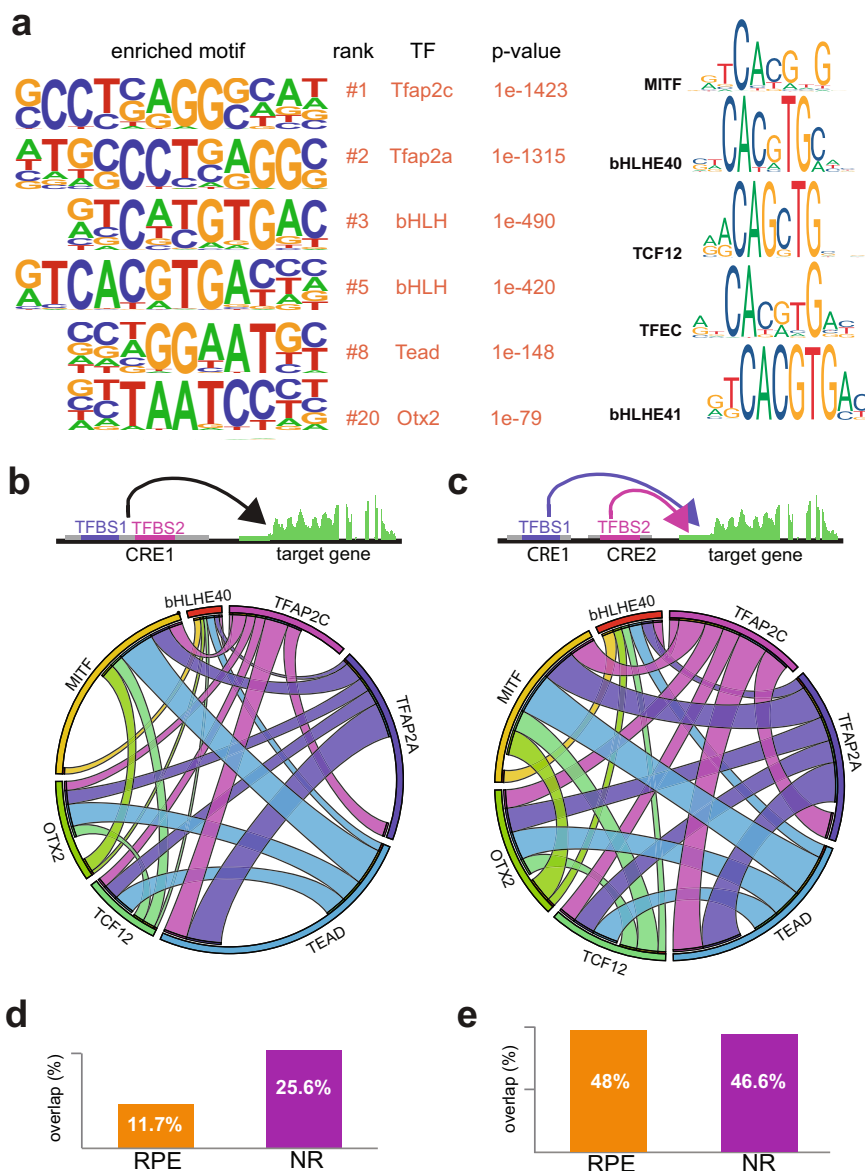 a
enriched motif rank TF p-value
#1 Tfap2c 1e-1423
#2 Tfap2a 1e-1315
#3 bHLH 1e-490
#5 bHLH 1e-420
#8 Tead 1e-148
#20 Otx2 1e-79
MITF
bHLHE40
TCF12
TFEC
bHLHE41
b
TFBS1 TFBS2
CRE1 target gene
bHLHE40
TFAP2C
MITF
TFAP2A
OTX2
TCF12
TEAD
c
TFBS1 TFBS2
CRE1 CRE2 target gene
bHLHE40
TFAP2C
MITF
TFAP2A
OTX2
TCF12
TEAD
d
overlap (%)
11.7%
25.6%
RPE NR
e
overlap (%)
48%
46.6%
RPE NR